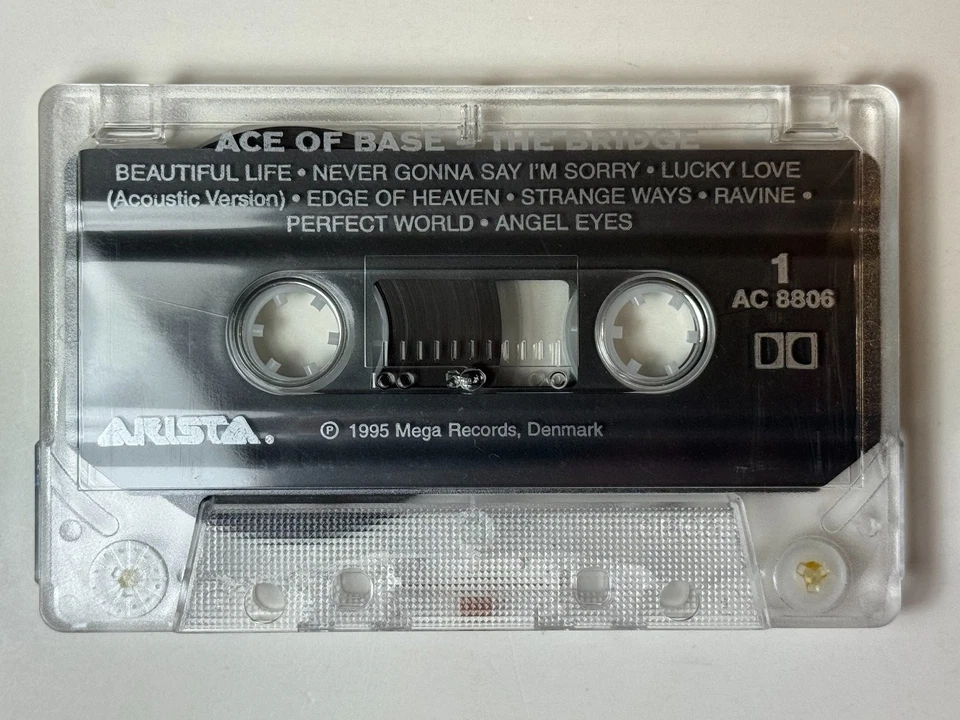 ACE OF BASE – THE BRIDGE
BEAUTIFUL LIFE • NEVER GONNA SAY I'M SORRY • LUCKY LOVE
(Acoustic Version) • EDGE OF HEAVEN • STRANGE WAYS • RAVINE •
PERFECT WORLD • ANGEL EYES
1
AC 8806
50
ARISTA®
℗ 1995 Mega Records, Denmark